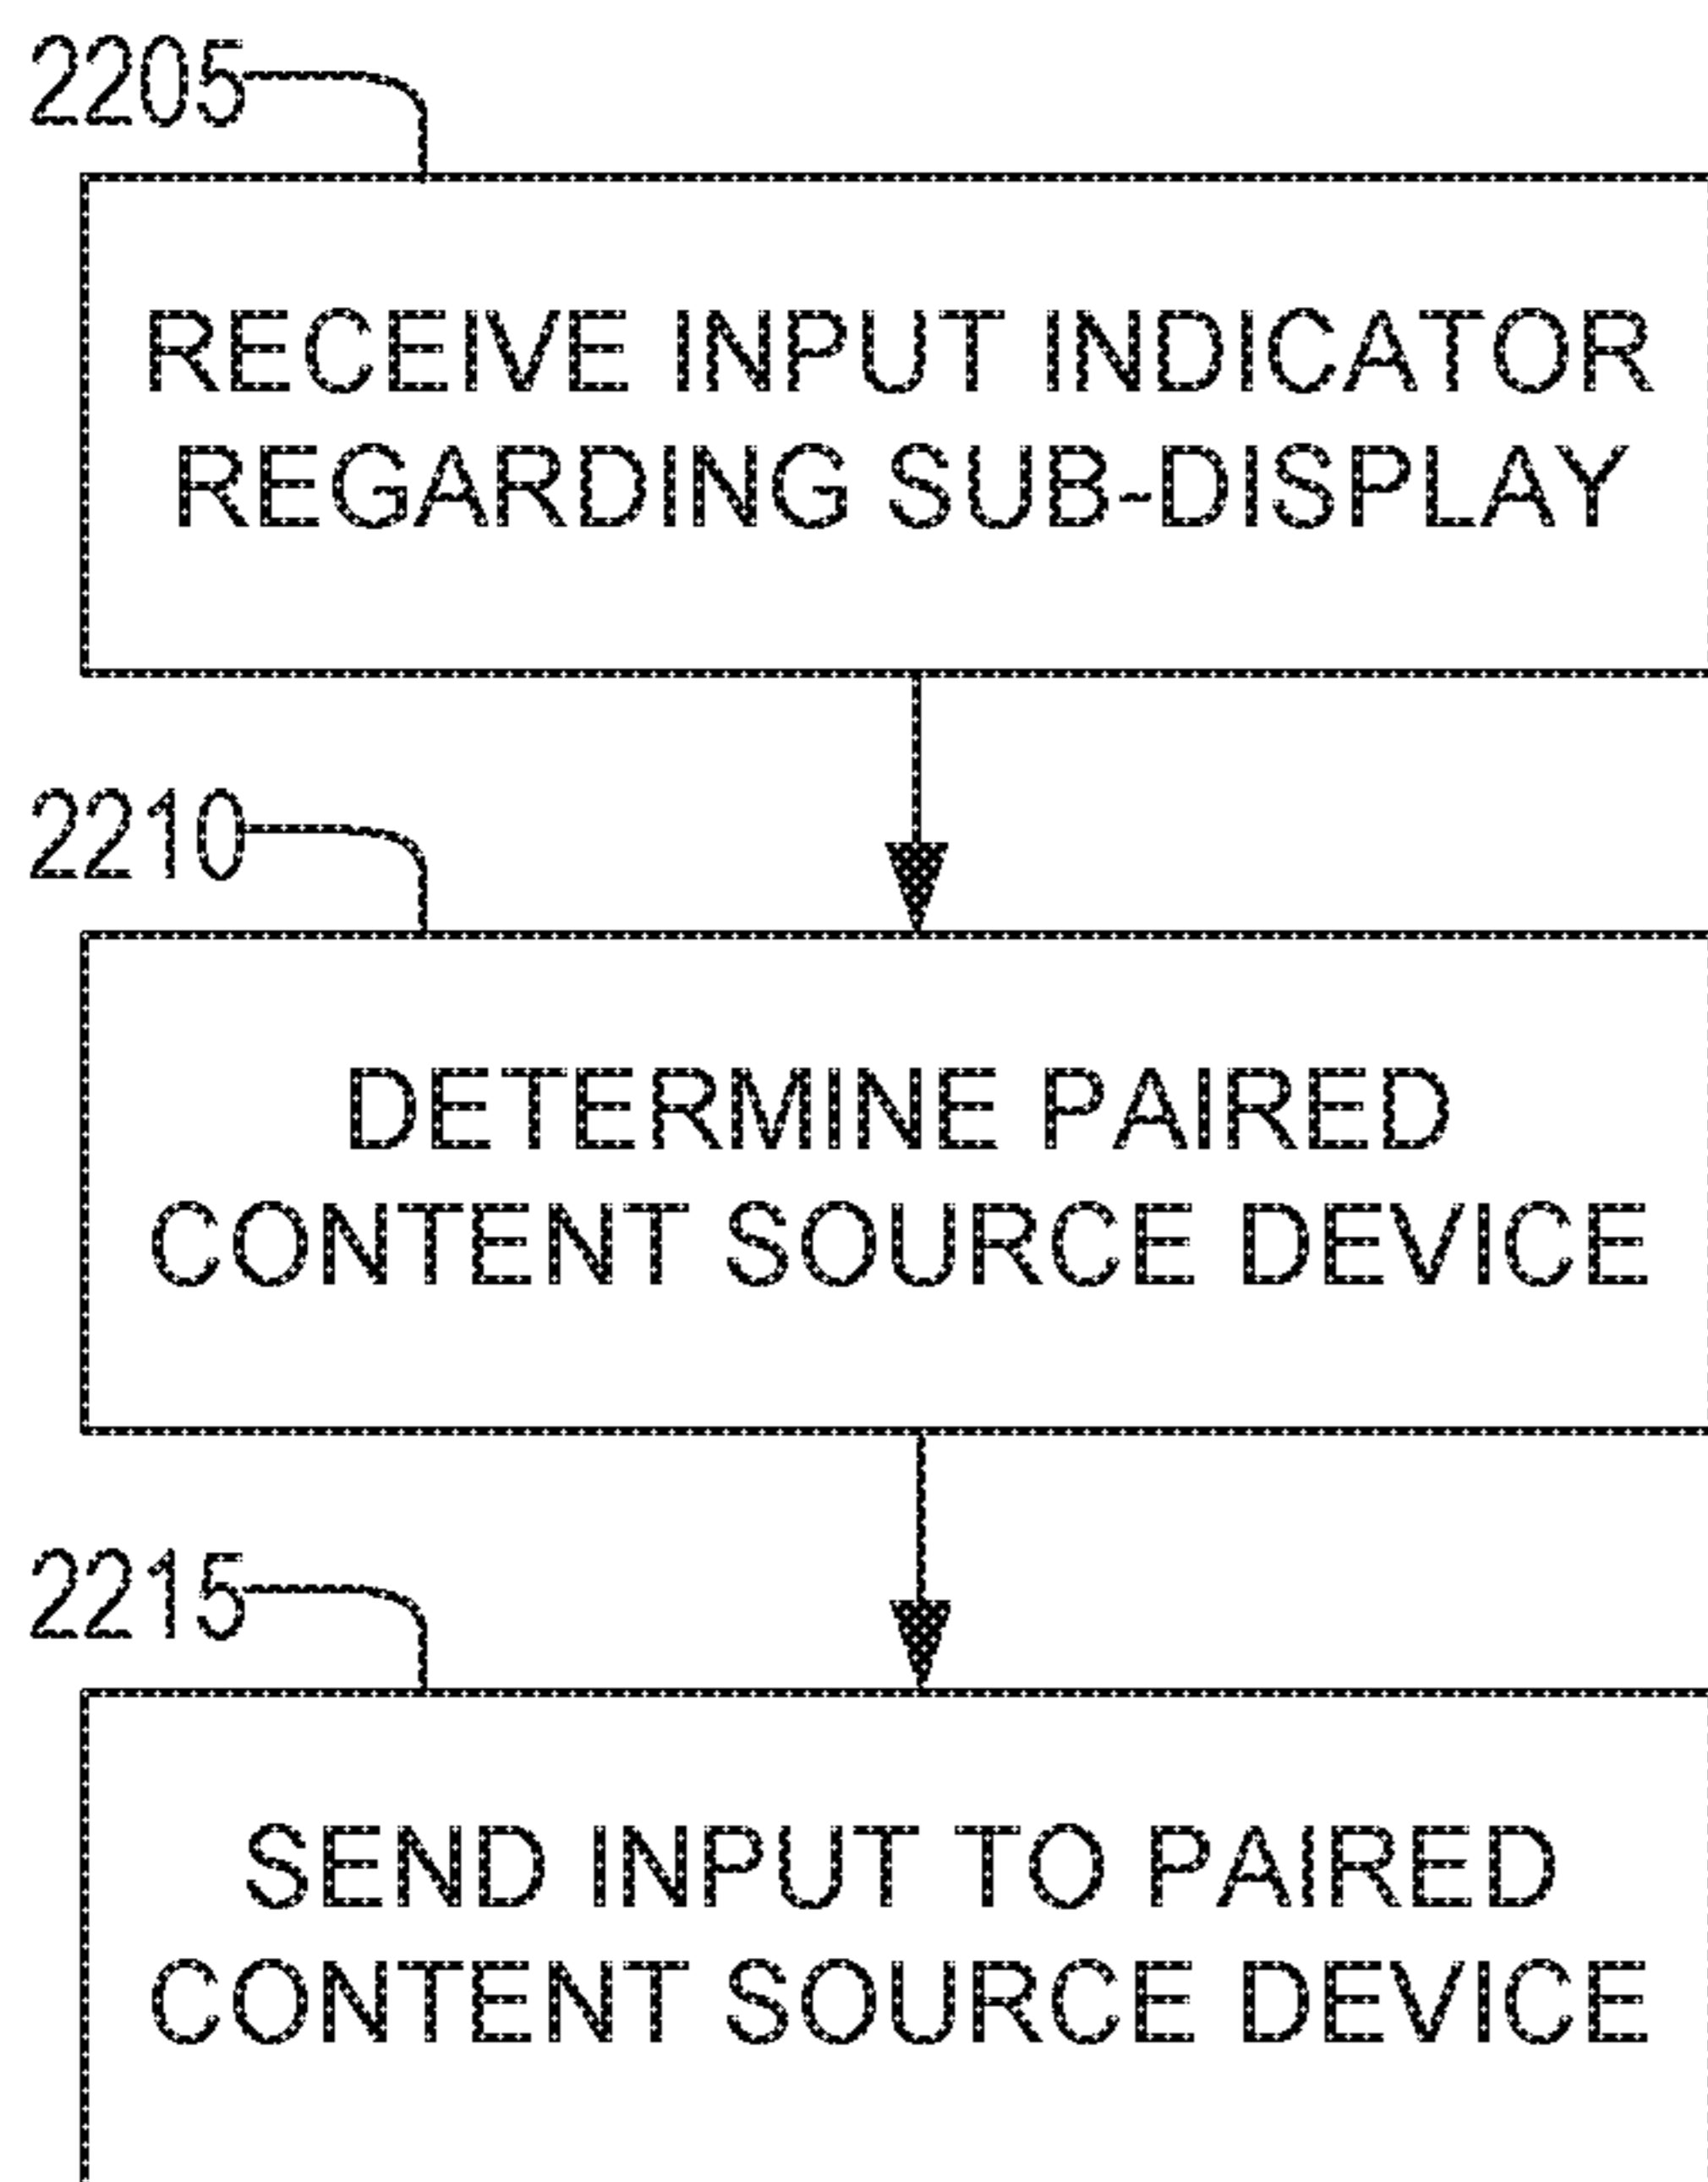 2205
RECEIVE INPUT INDICATOR
REGARDING SUB-DISPLAY
2210
DETERMINE PAIRED
CONTENT SOURCE DEVICE
2215
SEND INPUT TO PAIRED
CONTENT SOURCE DEVICE